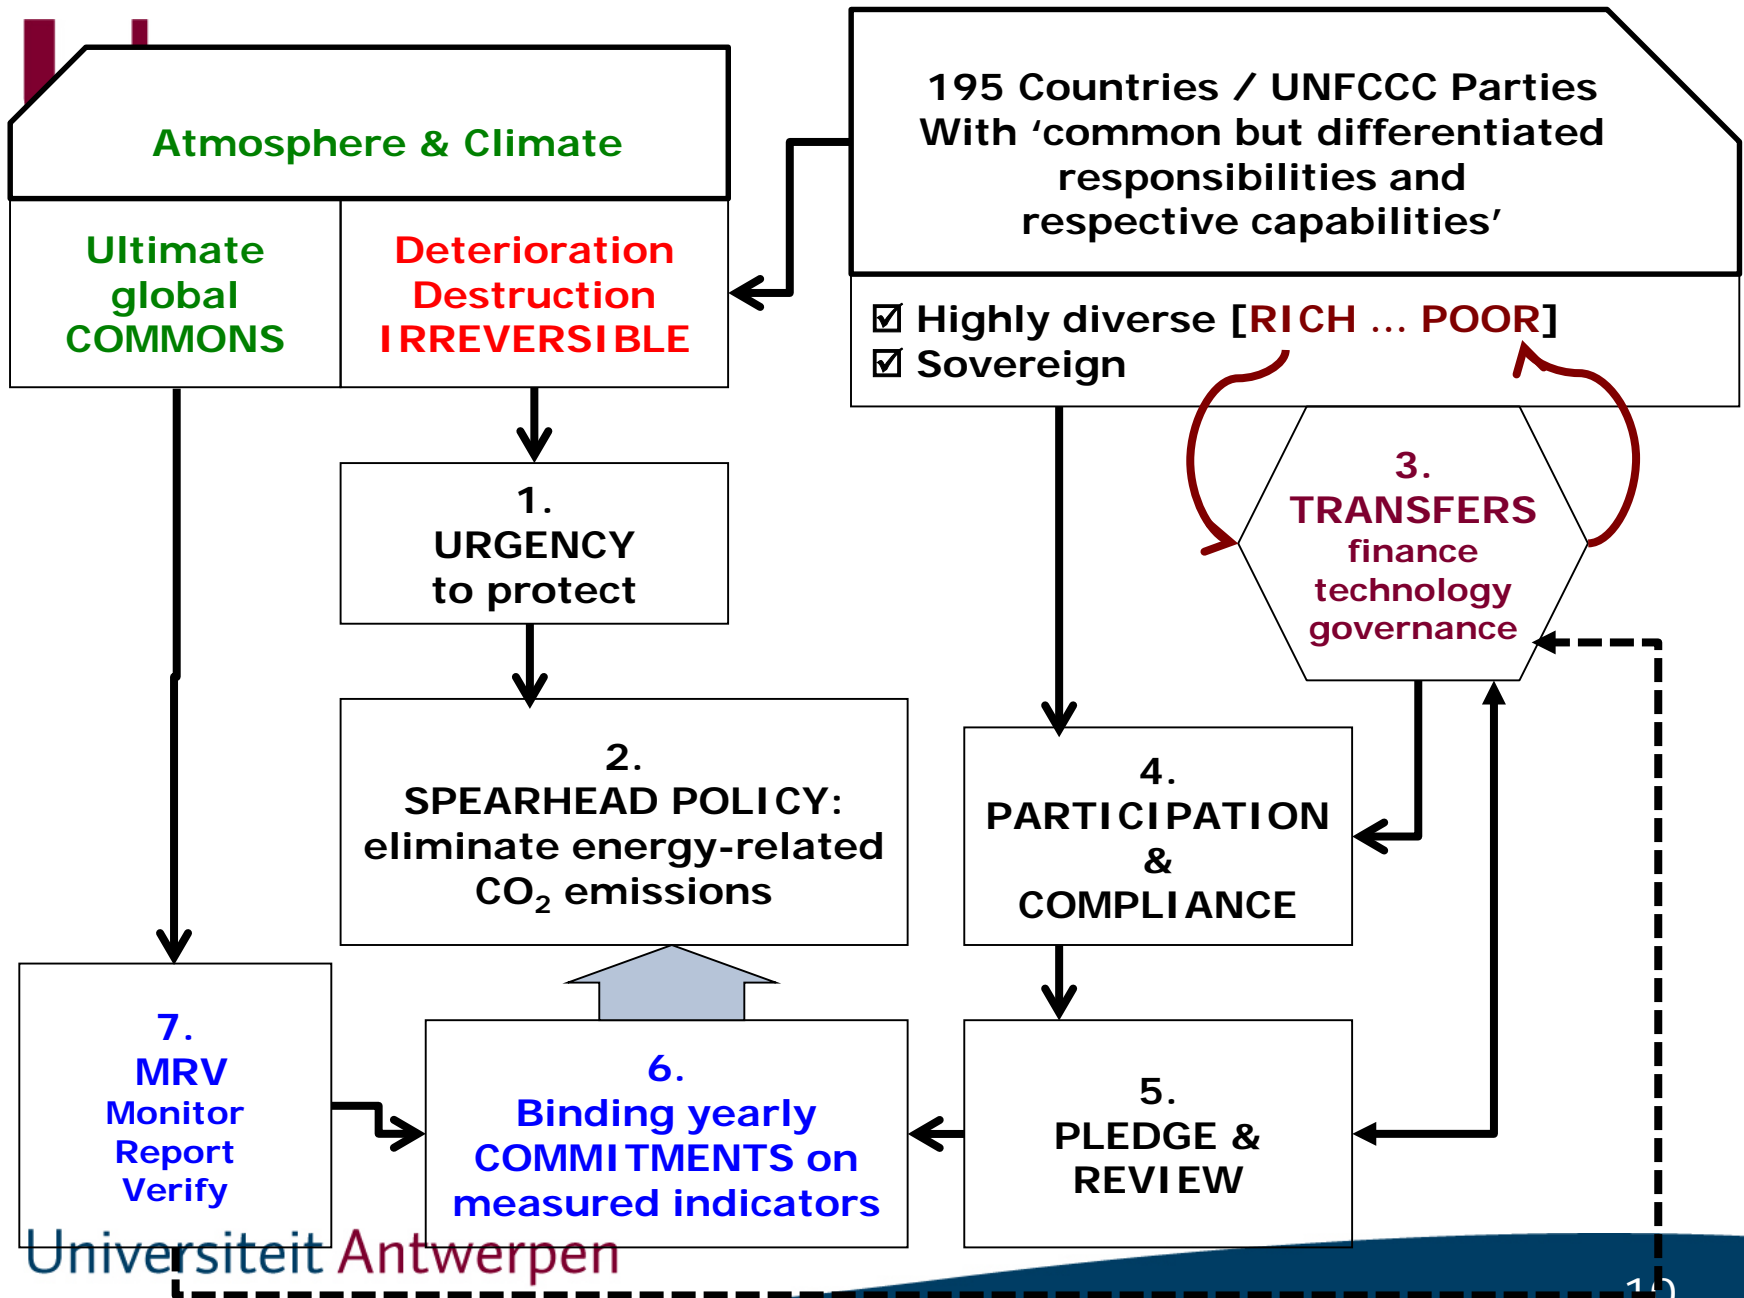 Atmosphere & Climate
Ultimate
global
COMMONS
Deterioration
Destruction
IRREVERSIBLE
195 Countries / UNFCCC Parties
With ‘common but differentiated
responsibilities and
respective capabilities’
☑ Highly diverse [RICH … POOR]
☑ Sovereign
1.
URGENCY
to protect
2.
SPEARHEAD POLICY:
eliminate energy-related
CO₂ emissions
3.
TRANSFERS
finance
technology
governance
4.
PARTICIPATION
&
COMPLIANCE
7.
MRV
Monitor
Report
Verify
6.
Binding yearly
COMMITMENTS on
measured indicators
5.
PLEDGE &
REVIEW
Universiteit Antwerpen